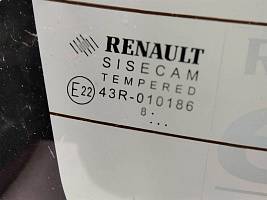 RENAULT
SISECAM
TEMPERED
E22 43R-010186
8...
...
R